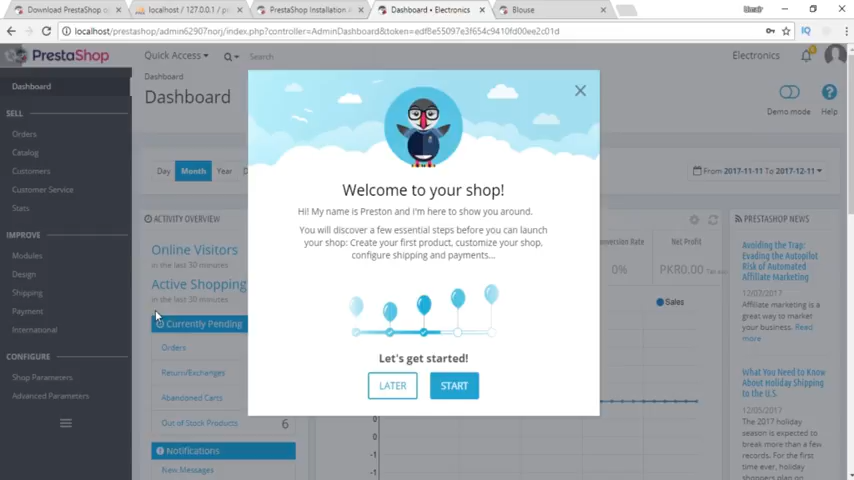 Download PrestaShop o
localhost / 127.0.0.1 / p
PrestaShop Installation A
Dashboard • Electronics
Blouse
localhost/prestashop/admin62907norj/index.php?controller=AdminDashboard&token=edf8e55097e3f654c9410fd00ee2c01d
PrestaShop
Quick Access
Search
Electronics
Dashboard
Dashboard
Dashboard
Demo mode
Help
SELL
Orders
Catalog
Customers
Customer Service
Stats
IMPROVE
Modules
Design
Shipping
Payment
International
CONFIGURE
Shop Parameters
Advanced Parameters
Day
Month
Year
From 2017-11-11 To 2017-12-11
ACTIVITY OVERVIEW
Online Visitors
in the last 30 minutes
Active Shopping
in the last 30 minutes
Currently Pending
Orders
Return/Exchanges
Abandoned Carts
Out of Stock Products
6
Notifications
New Messages
Welcome to your shop!
Hi! My name is Preston and I'm here to show you around.
You will discover a few essential steps before you can launch
your shop: Create your first product, customize your shop,
configure shipping and payments...
Let's get started!
LATER
START
Conversion Rate
Net Profit
0%
PKR0.00
Sales
0
-1
-1
PRESTASHOP NEWS
Avoiding the Trap:
Evading the Autopilot
Risk of Automated
Affiliate Marketing
12/07/2017
Affiliate marketing is a
great way to market
your business. Read
more
What You Need to Know
About Holiday Shipping
to the U.S.
12/05/2017
The 2017 holiday
season is expected to
break more than a few
records. For the first
time ever, holiday